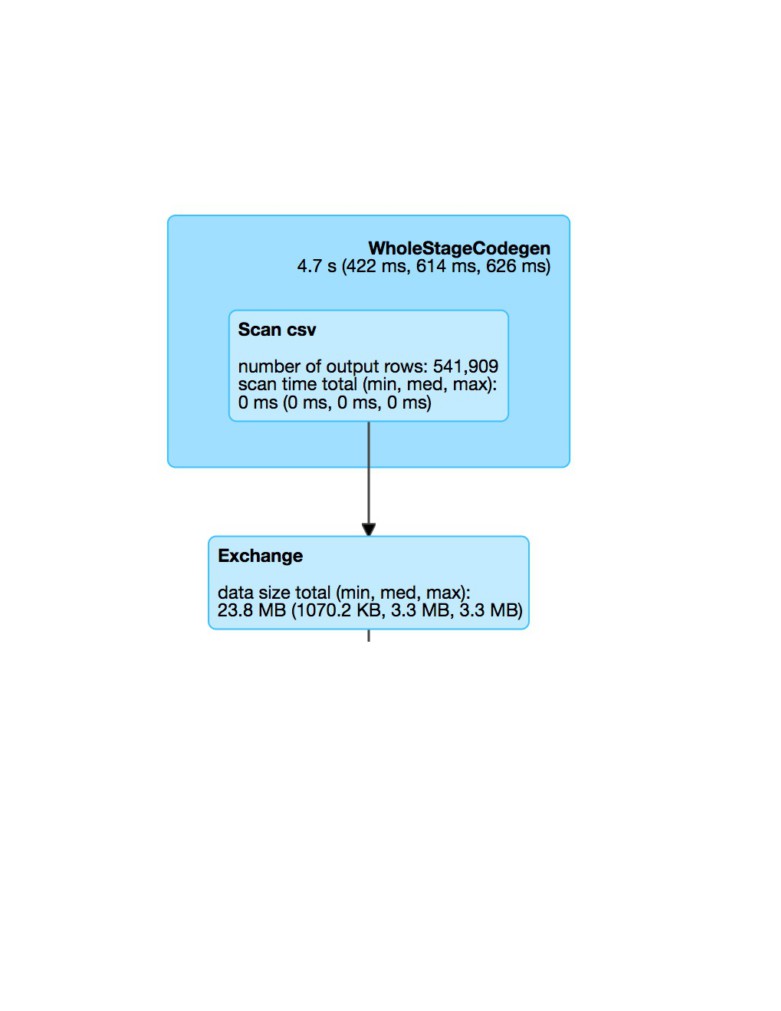 WholeStageCodegen
4.7 s (422 ms, 614 ms, 626 ms)
Scan csv
number of output rows: 541,909
scan time total (min, med, max):
0 ms (0 ms, 0 ms, 0 ms)
Exchange
data size total (min, med, max):
23.8 MB (1070.2 KB, 3.3 MB, 3.3 MB)